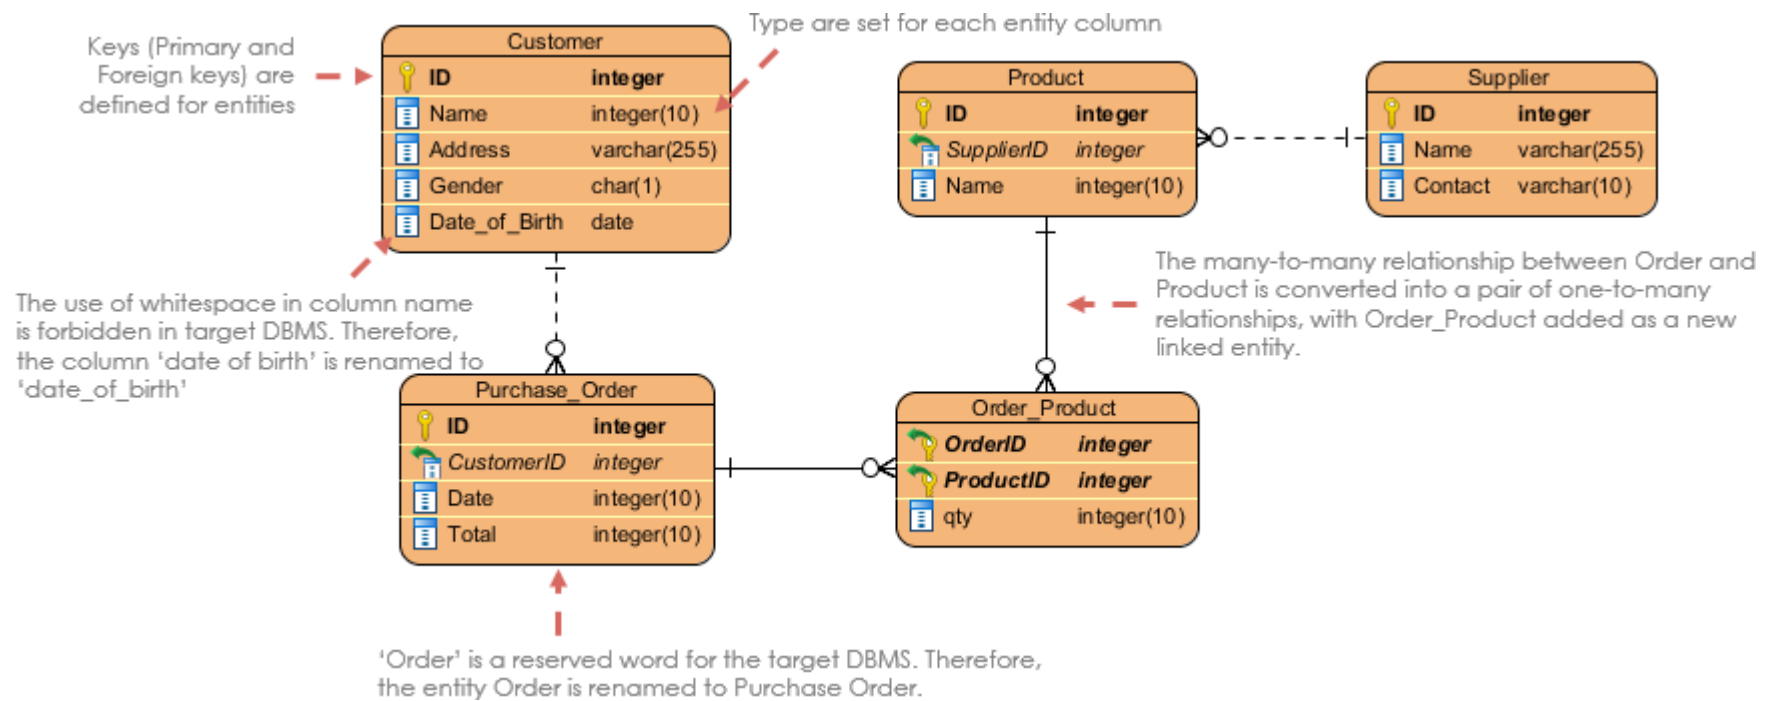 Type are set for each entity column
Keys (Primary and
Foreign keys) are
defined for entities
Customer
ID integer
Name integer(10)
Address varchar(255)
Gender char(1)
Date_of_Birth date
Product
ID integer
SupplierID integer
Name integer(10)
Supplier
ID integer
Name varchar(255)
Contact varchar(10)
The use of whitespace in column name
is forbidden in target DBMS. Therefore,
the column ‘date of birth’ is renamed to
‘date_of_birth’
The many-to-many relationship between Order and
Product is converted into a pair of one-to-many
relationships, with Order_Product added as a new
linked entity.
Purchase_Order
ID integer
CustomerID integer
Date integer(10)
Total integer(10)
Order_Product
OrderID integer
ProductID integer
qty integer(10)
‘Order’ is a reserved word for the target DBMS. Therefore,
the entity Order is renamed to Purchase Order.